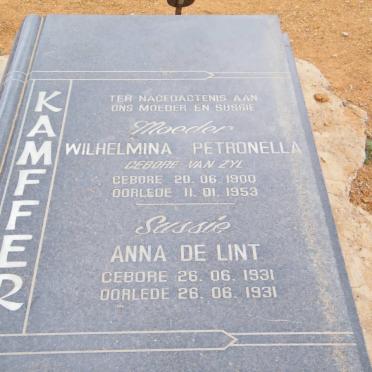 KAMFFER
TER NAGEDAGTENIS AAN
ONS MOEDER EN SUSSIE
Moeder
WILHELMINA PETRONELLA
GEBORE VAN ZYL
GEBORE 20. 06. 1900
OORLEDE 11. 01. 1953
Sussie
ANNA DE LINT
GEBORE 26. 06. 1931
OORLEDE 26. 06. 1931